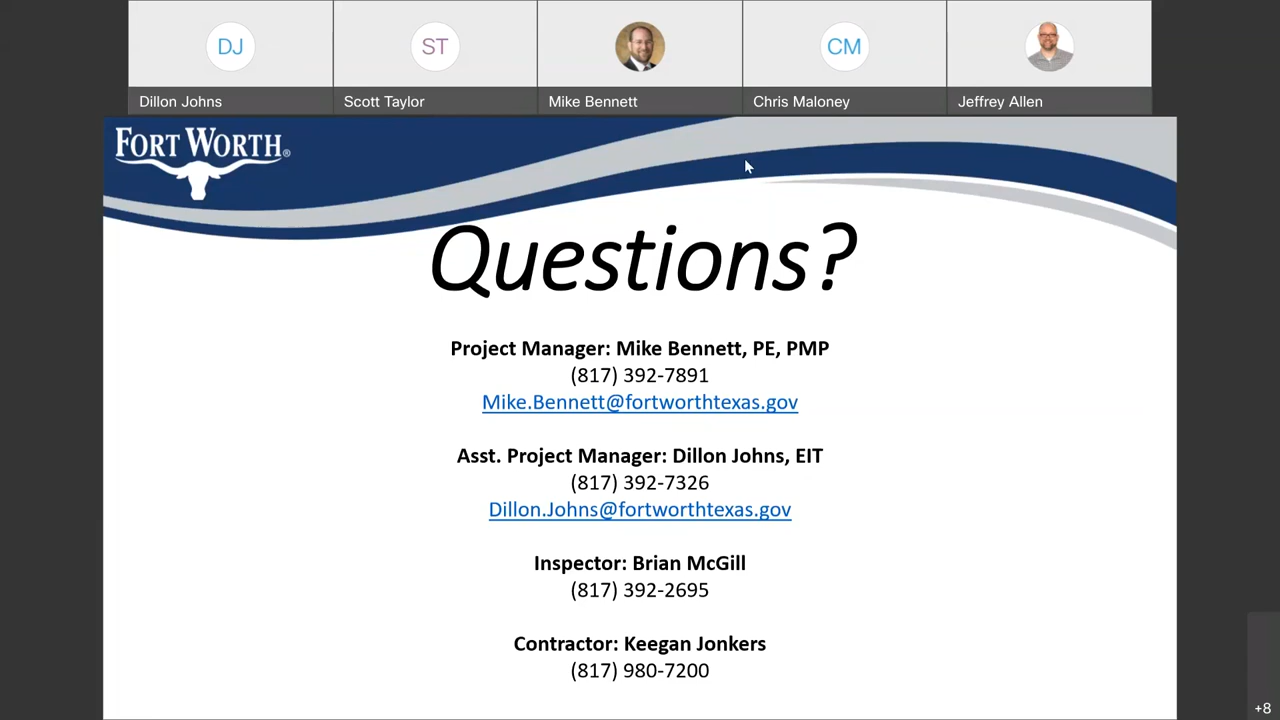 DJ
ST
CM
Dillon Johns
Scott Taylor
Mike Bennett
Chris Maloney
Jeffrey Allen
FORT WORTH®
Questions?
Project Manager: Mike Bennett, PE, PMP
(817) 392-7891
Mike.Bennett@fortworthtexas.gov
Asst. Project Manager: Dillon Johns, EIT
(817) 392-7326
Dillon.Johns@fortworthtexas.gov
Inspector: Brian McGill
(817) 392-2695
Contractor: Keegan Jonkers
(817) 980-7200
+8